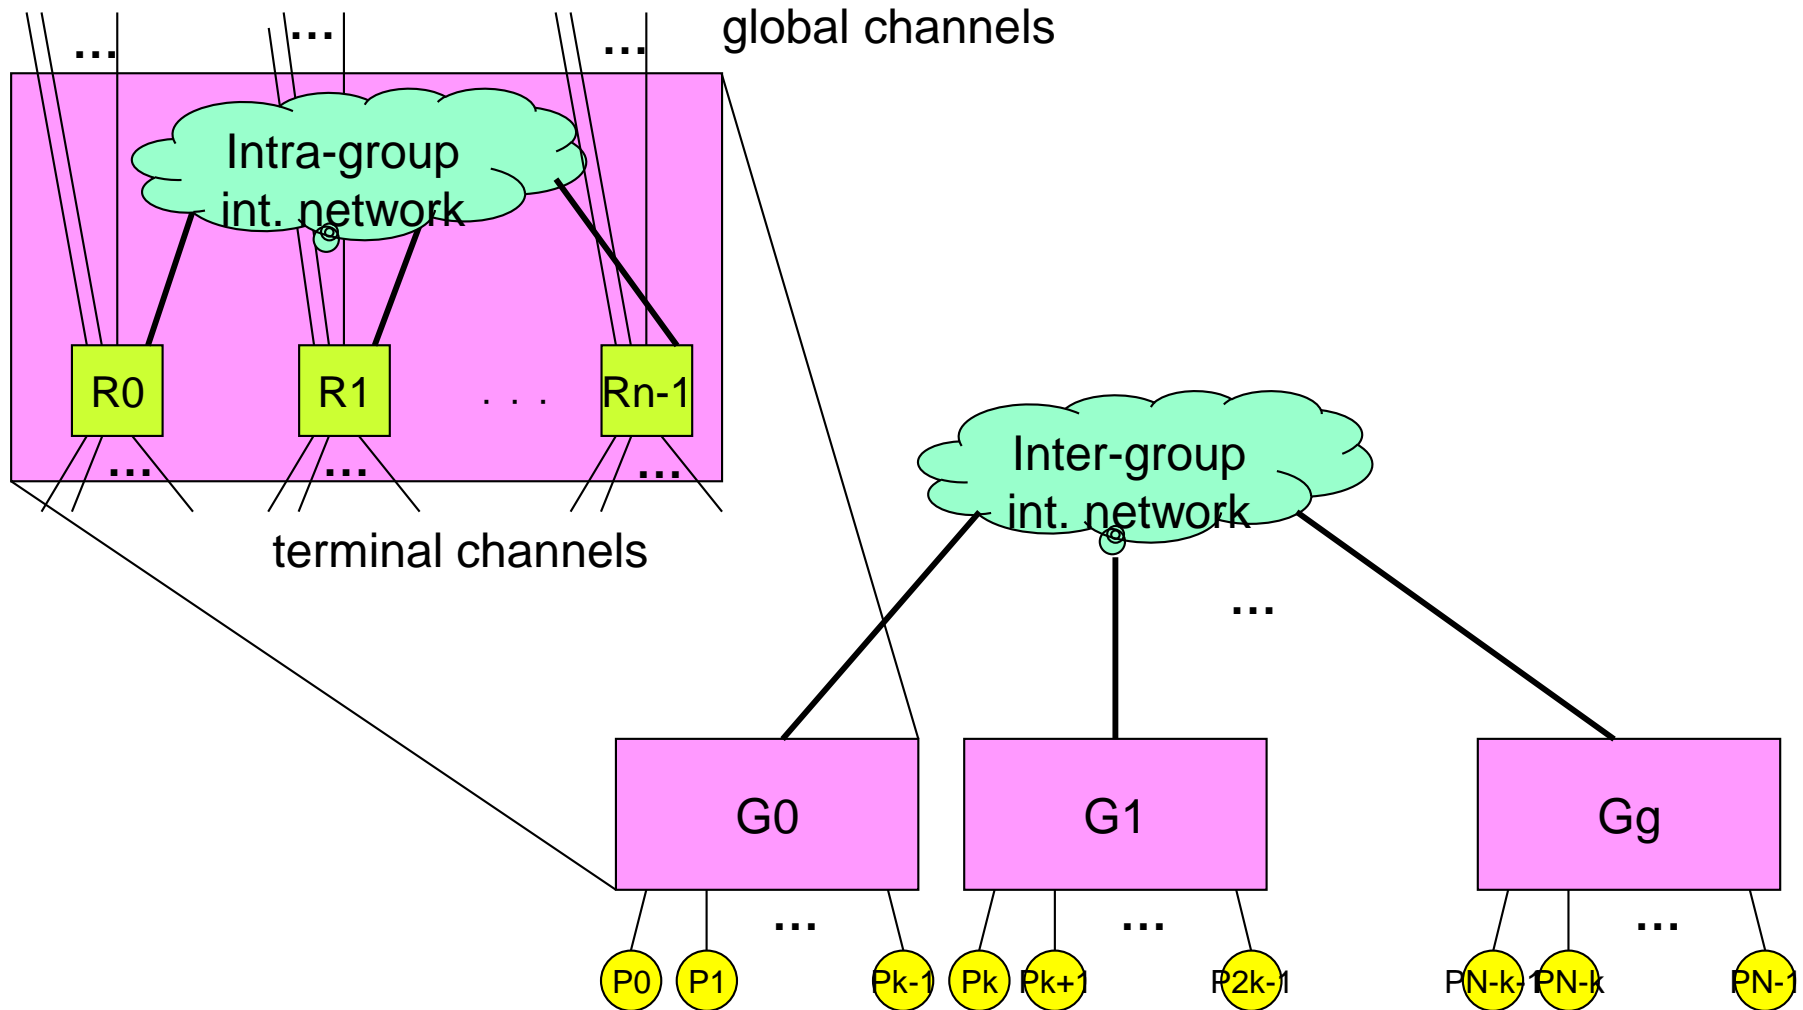 ... ... ... global channels
Intra-group
int. network
R0 R1 . . . Rn-1
... ... ...
terminal channels
Inter-group
int. network
...
G0 G1 Gg
... ... ...
P0 P1 Pk-1 Pk Pk+1 P2k-1 PN-k-1 PN-k PN-1